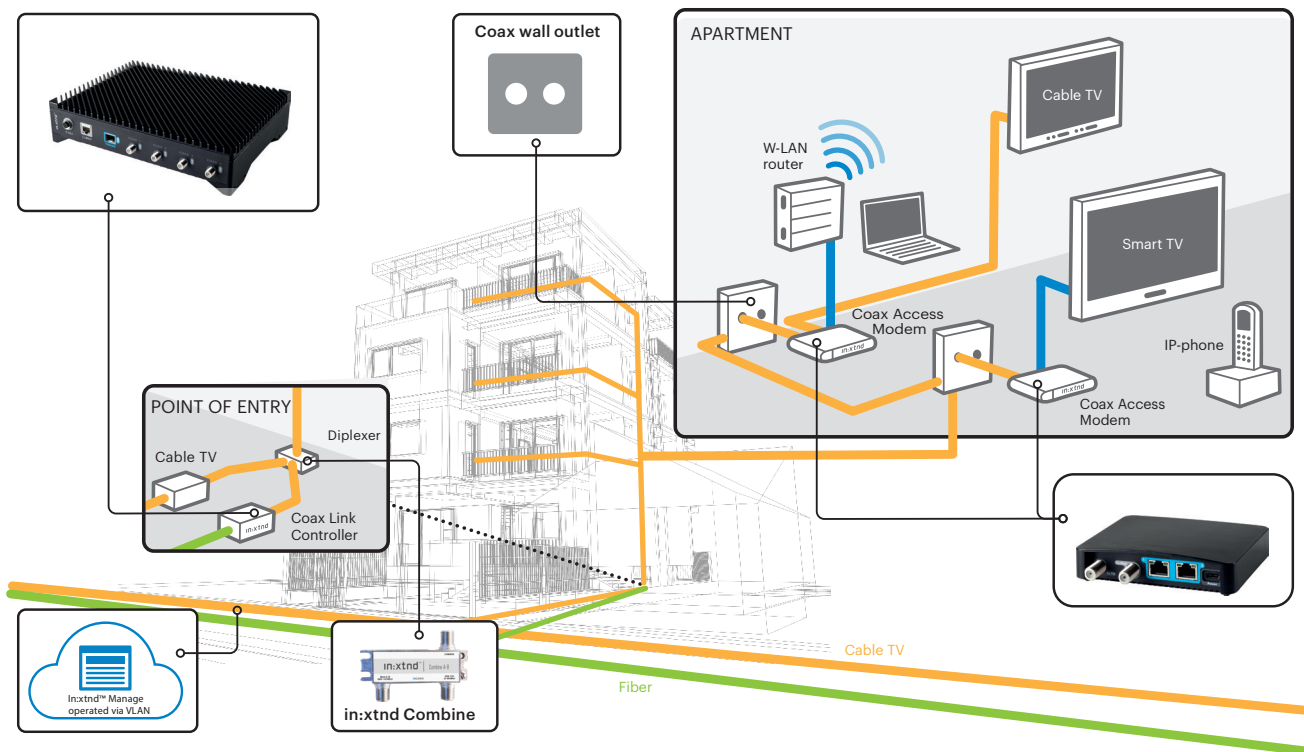 Coax wall outlet
APARTMENT
Cable TV
W-LAN
router
Smart TV
Coax Access
Modem
in:xtnd
IP-phone
in:xtnd
Coax Access
Modem
POINT OF ENTRY
Diplexer
Cable TV
in:xtnd
Coax Link
Controller
Cable TV
Fiber
In:xtnd™ Manage
operated via VLAN
in:xtnd
Combine A-B
in:xtnd Combine